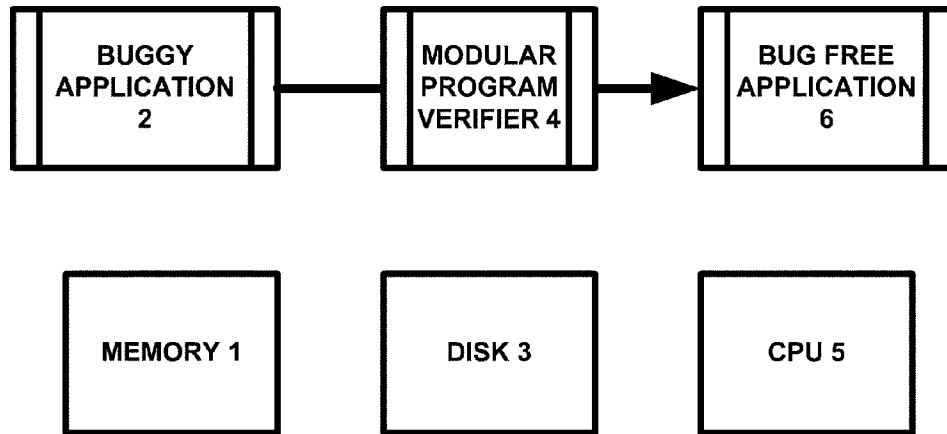 BUGGY
APPLICATION
2
MODULAR
PROGRAM
VERIFIER 4
BUG FREE
APPLICATION
6
MEMORY 1
DISK 3
CPU 5